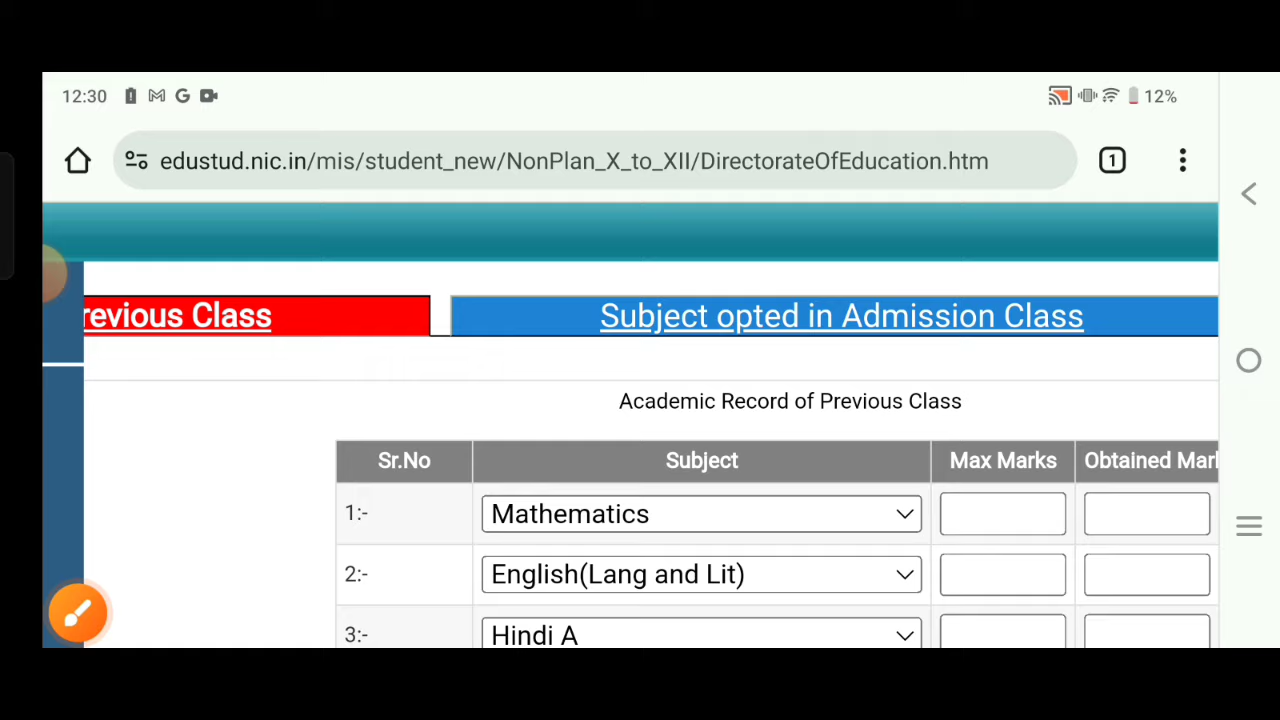 12:30
12%
edustud.nic.in/mis/student_new/NonPlan_X_to_XII/DirectorateOfEducation.htm
1
revious Class
Subject opted in Admission Class
Academic Record of Previous Class
Sr.No Subject Max Marks Obtained Marl
1:- Mathematics
2:- English(Lang and Lit)
3:- Hindi A